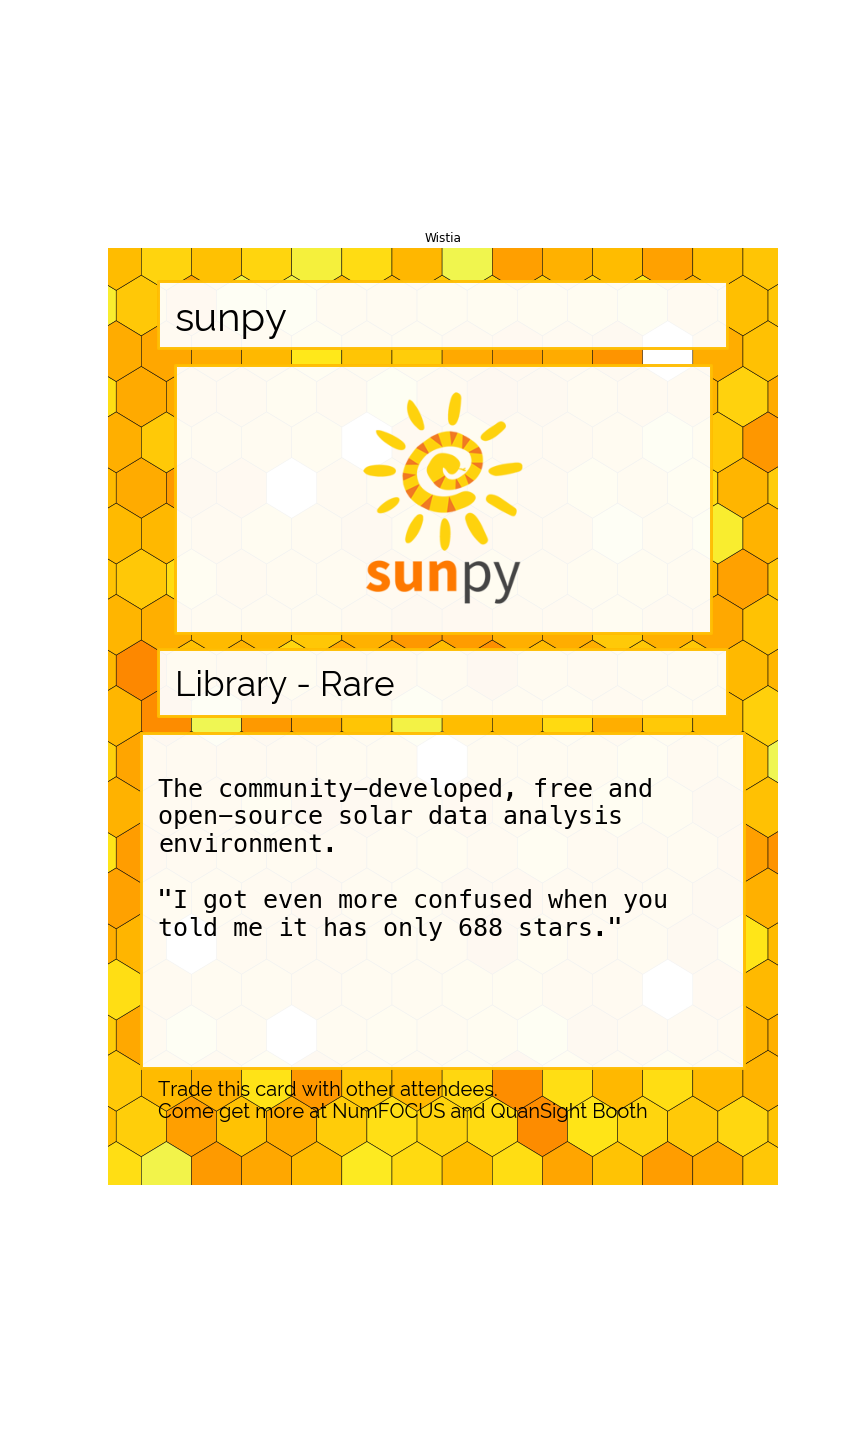 Wistia
sunpy
sunpy
Library - Rare
The community-developed, free and
open-source solar data analysis
environment.
"I got even more confused when you
told me it has only 688 stars."
Trade this card with other attendees.
Come get more at NumFOCUS and QuanSight Booth